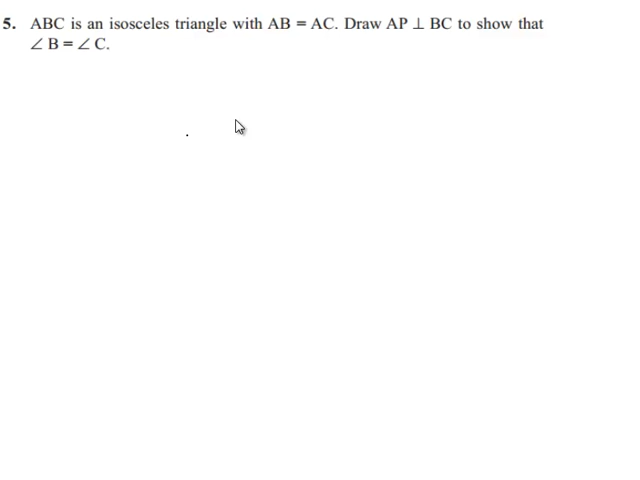 5. ABC is an isosceles triangle with AB = AC. Draw AP ⊥ BC to show that
∠ B = ∠ C.